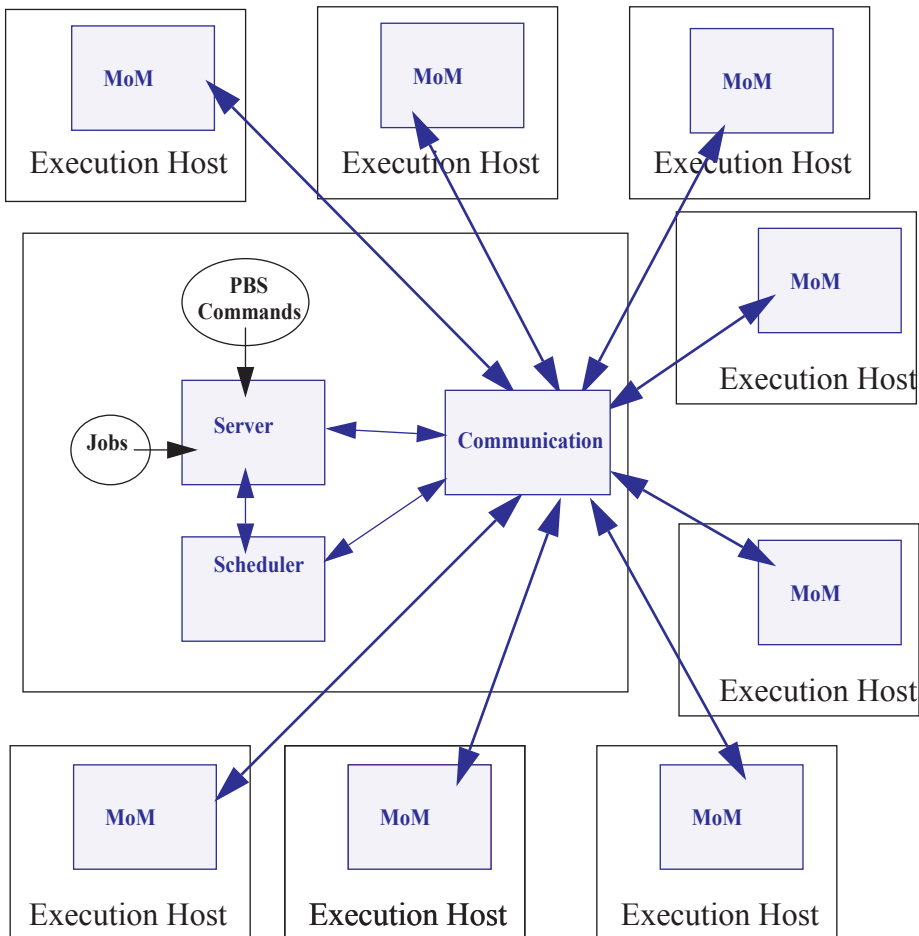 MoM
Execution Host
MoM
Execution Host
MoM
Execution Host
MoM
Execution Host
PBS
Commands
Jobs
Server
Communication
Scheduler
MoM
Execution Host
MoM
Execution Host
MoM
Execution Host
MoM
Execution Host